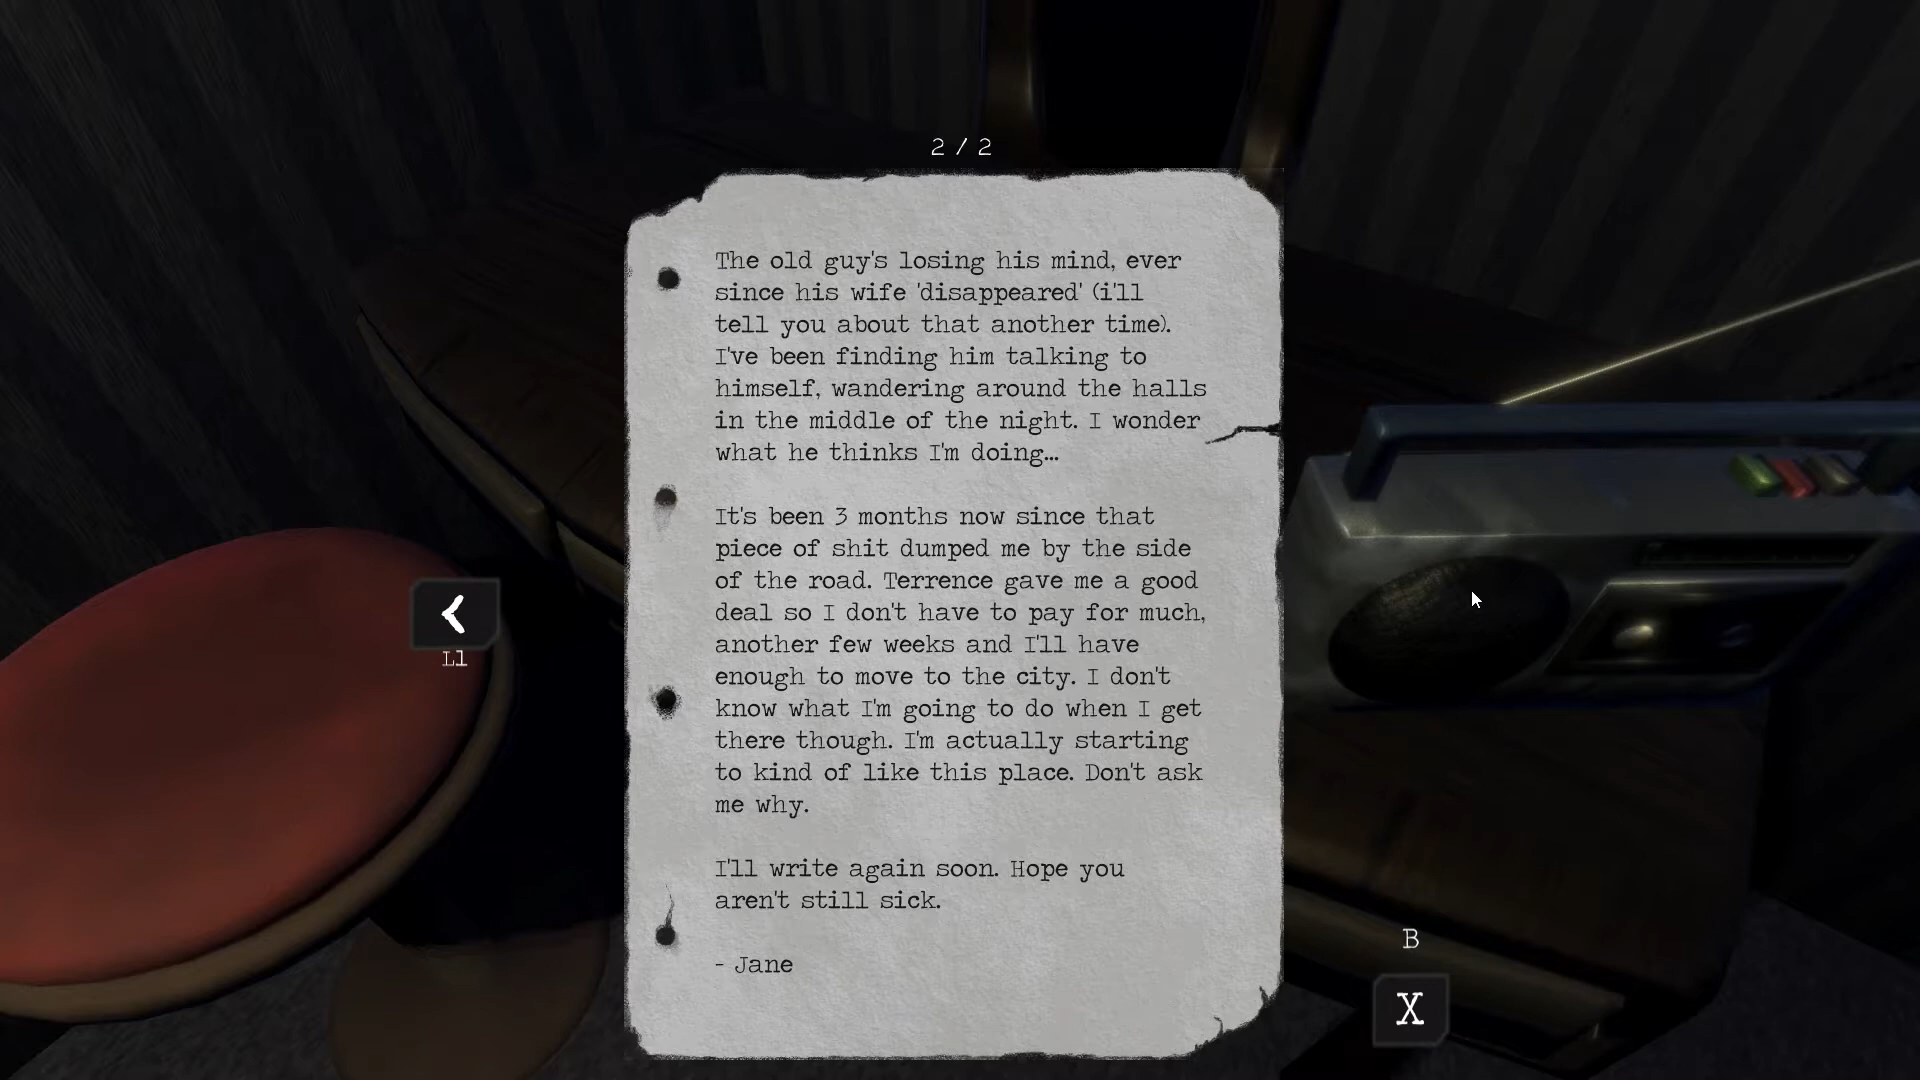 2 / 2
The old guy's losing his mind, ever
since his wife 'disappeared' (i'll
tell you about that another time).
I've been finding him talking to
himself, wandering around the halls
in the middle of the night. I wonder
what he thinks I'm doing...
It's been 3 months now since that
piece of shit dumped me by the side
of the road. Terrence gave me a good
deal so I don't have to pay for much,
another few weeks and I'll have
enough to move to the city. I don't
know what I'm going to do when I get
there though. I'm actually starting
to kind of like this place. Don't ask
me why.
I'll write again soon. Hope you
aren't still sick.
- Jane
L1
B
X